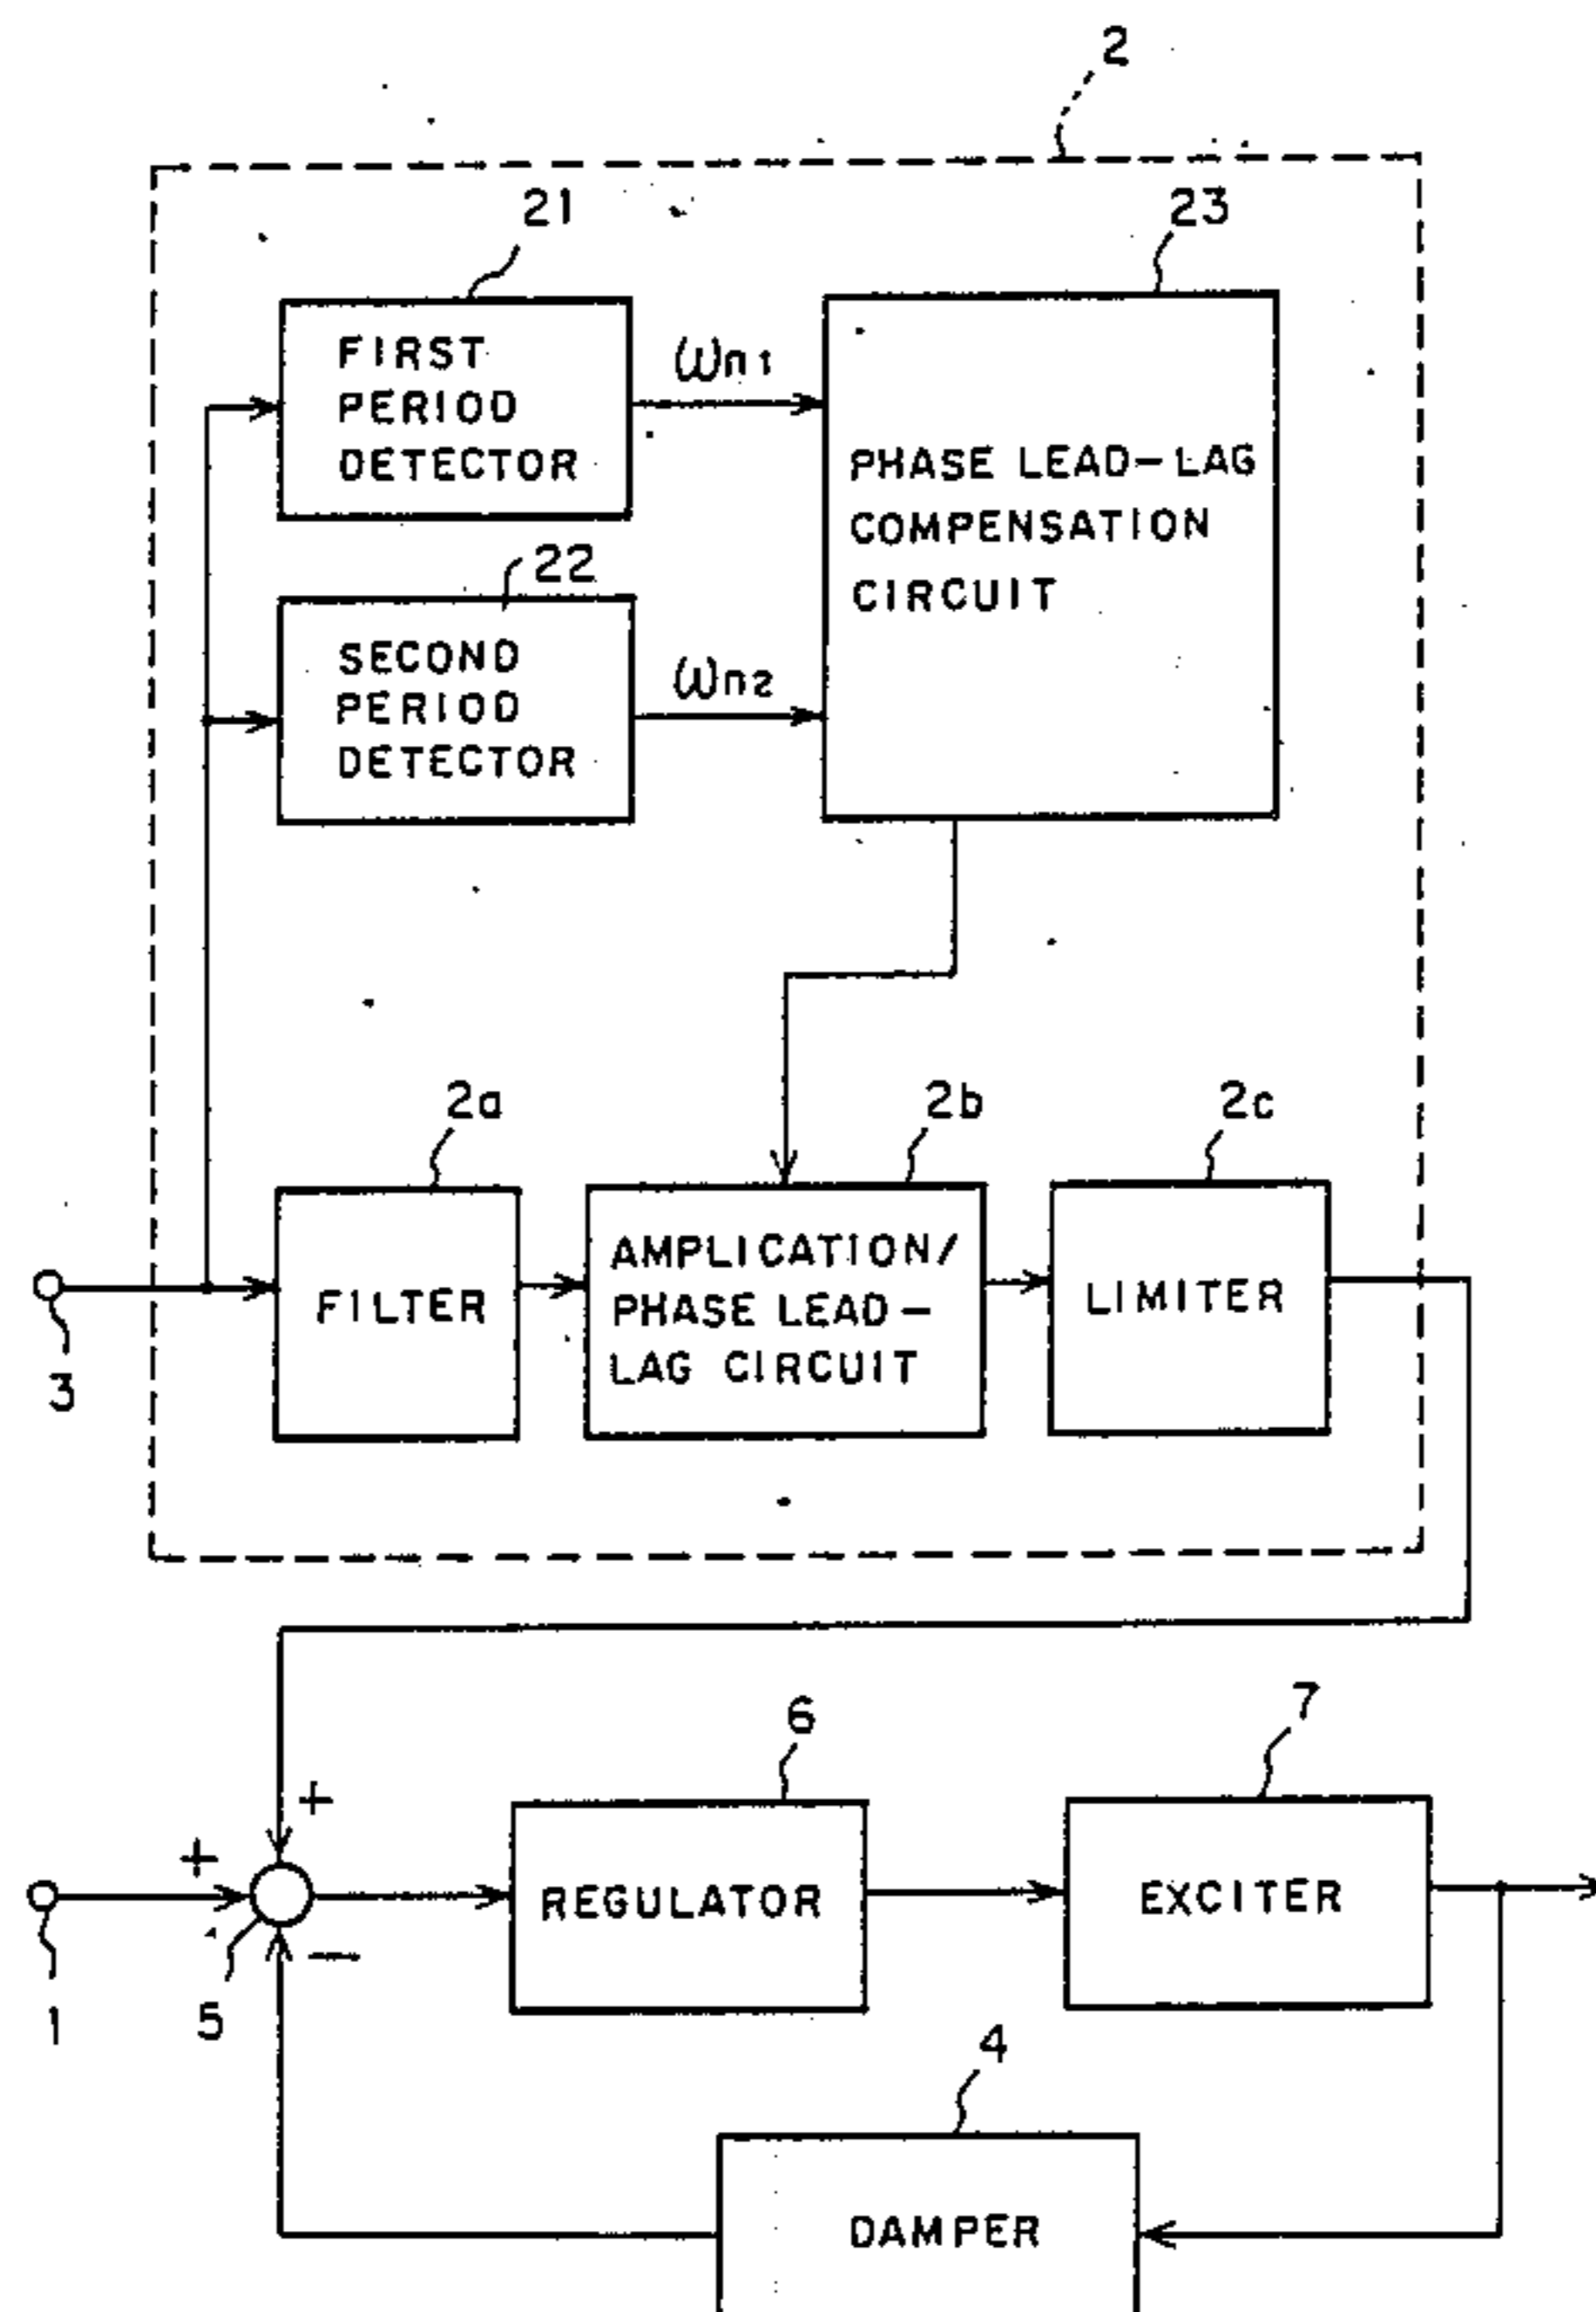 2
21
23
FIRST
PERIOD
DETECTOR
ωn1
PHASE LEAD-LAG
COMPENSATION
CIRCUIT
22
SECOND
PERIOD
DETECTOR
ωn2
2a
2b
2c
FILTER
AMPLICATION/
PHASE LEAD-
LAG CIRCUIT
LIMITER
3
6
7
+
+
REGULATOR
EXCITER
−
1
5
4
DAMPER